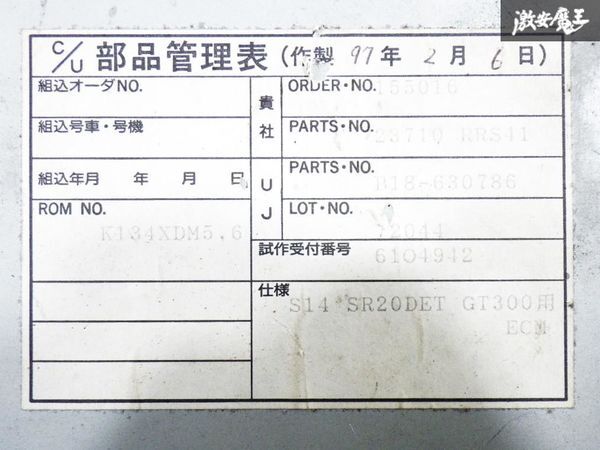 激安魔王
C/U 部品管理表 (作製 97年 2月 6日)
組込オーダNO.
組込号車・号機
組込年月 年 月 日
ROM NO.
K134XDM5.6
貴社
ORDER・NO.
155016
PARTS・NO.
23710 RRS41
UJ
PARTS・NO.
B18-630786
LOT・NO.
72044
試作受付番号
6104942
仕様
S14 SR20DET GT300用
ECM